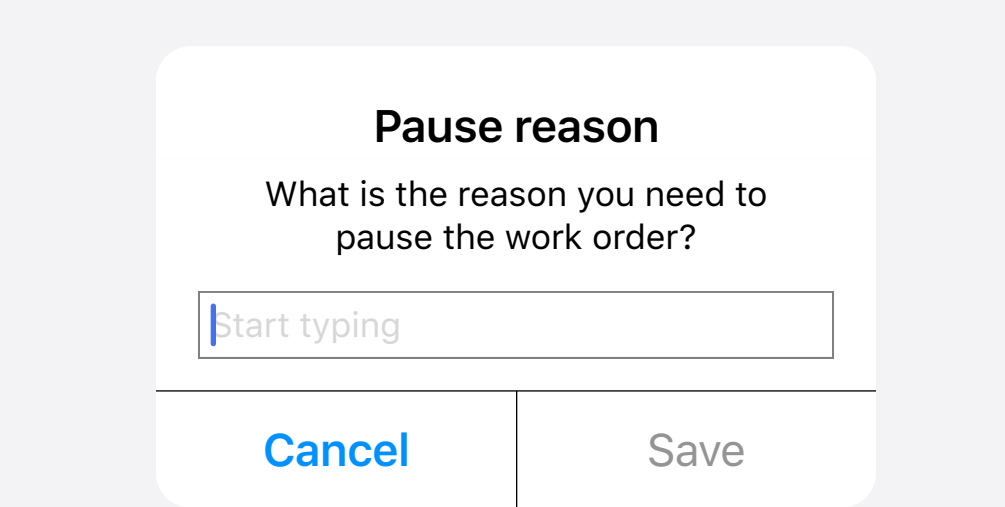 Pause reason
What is the reason you need to
pause the work order?
Start typing
Cancel
Save